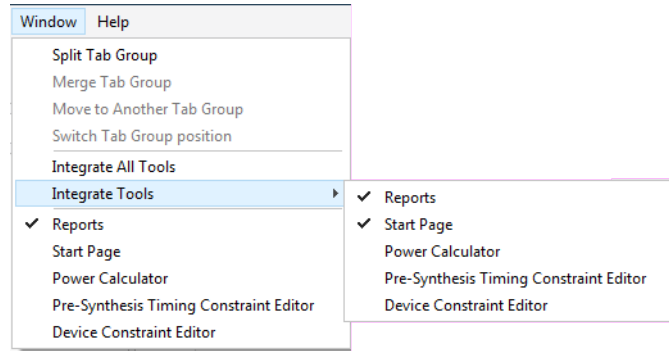 Window Help
Split Tab Group
Merge Tab Group
Move to Another Tab Group
Switch Tab Group position
Integrate All Tools
Integrate Tools
Reports
Start Page
Power Calculator
Pre-Synthesis Timing Constraint Editor
Device Constraint Editor
Reports
Start Page
Power Calculator
Pre-Synthesis Timing Constraint Editor
Device Constraint Editor